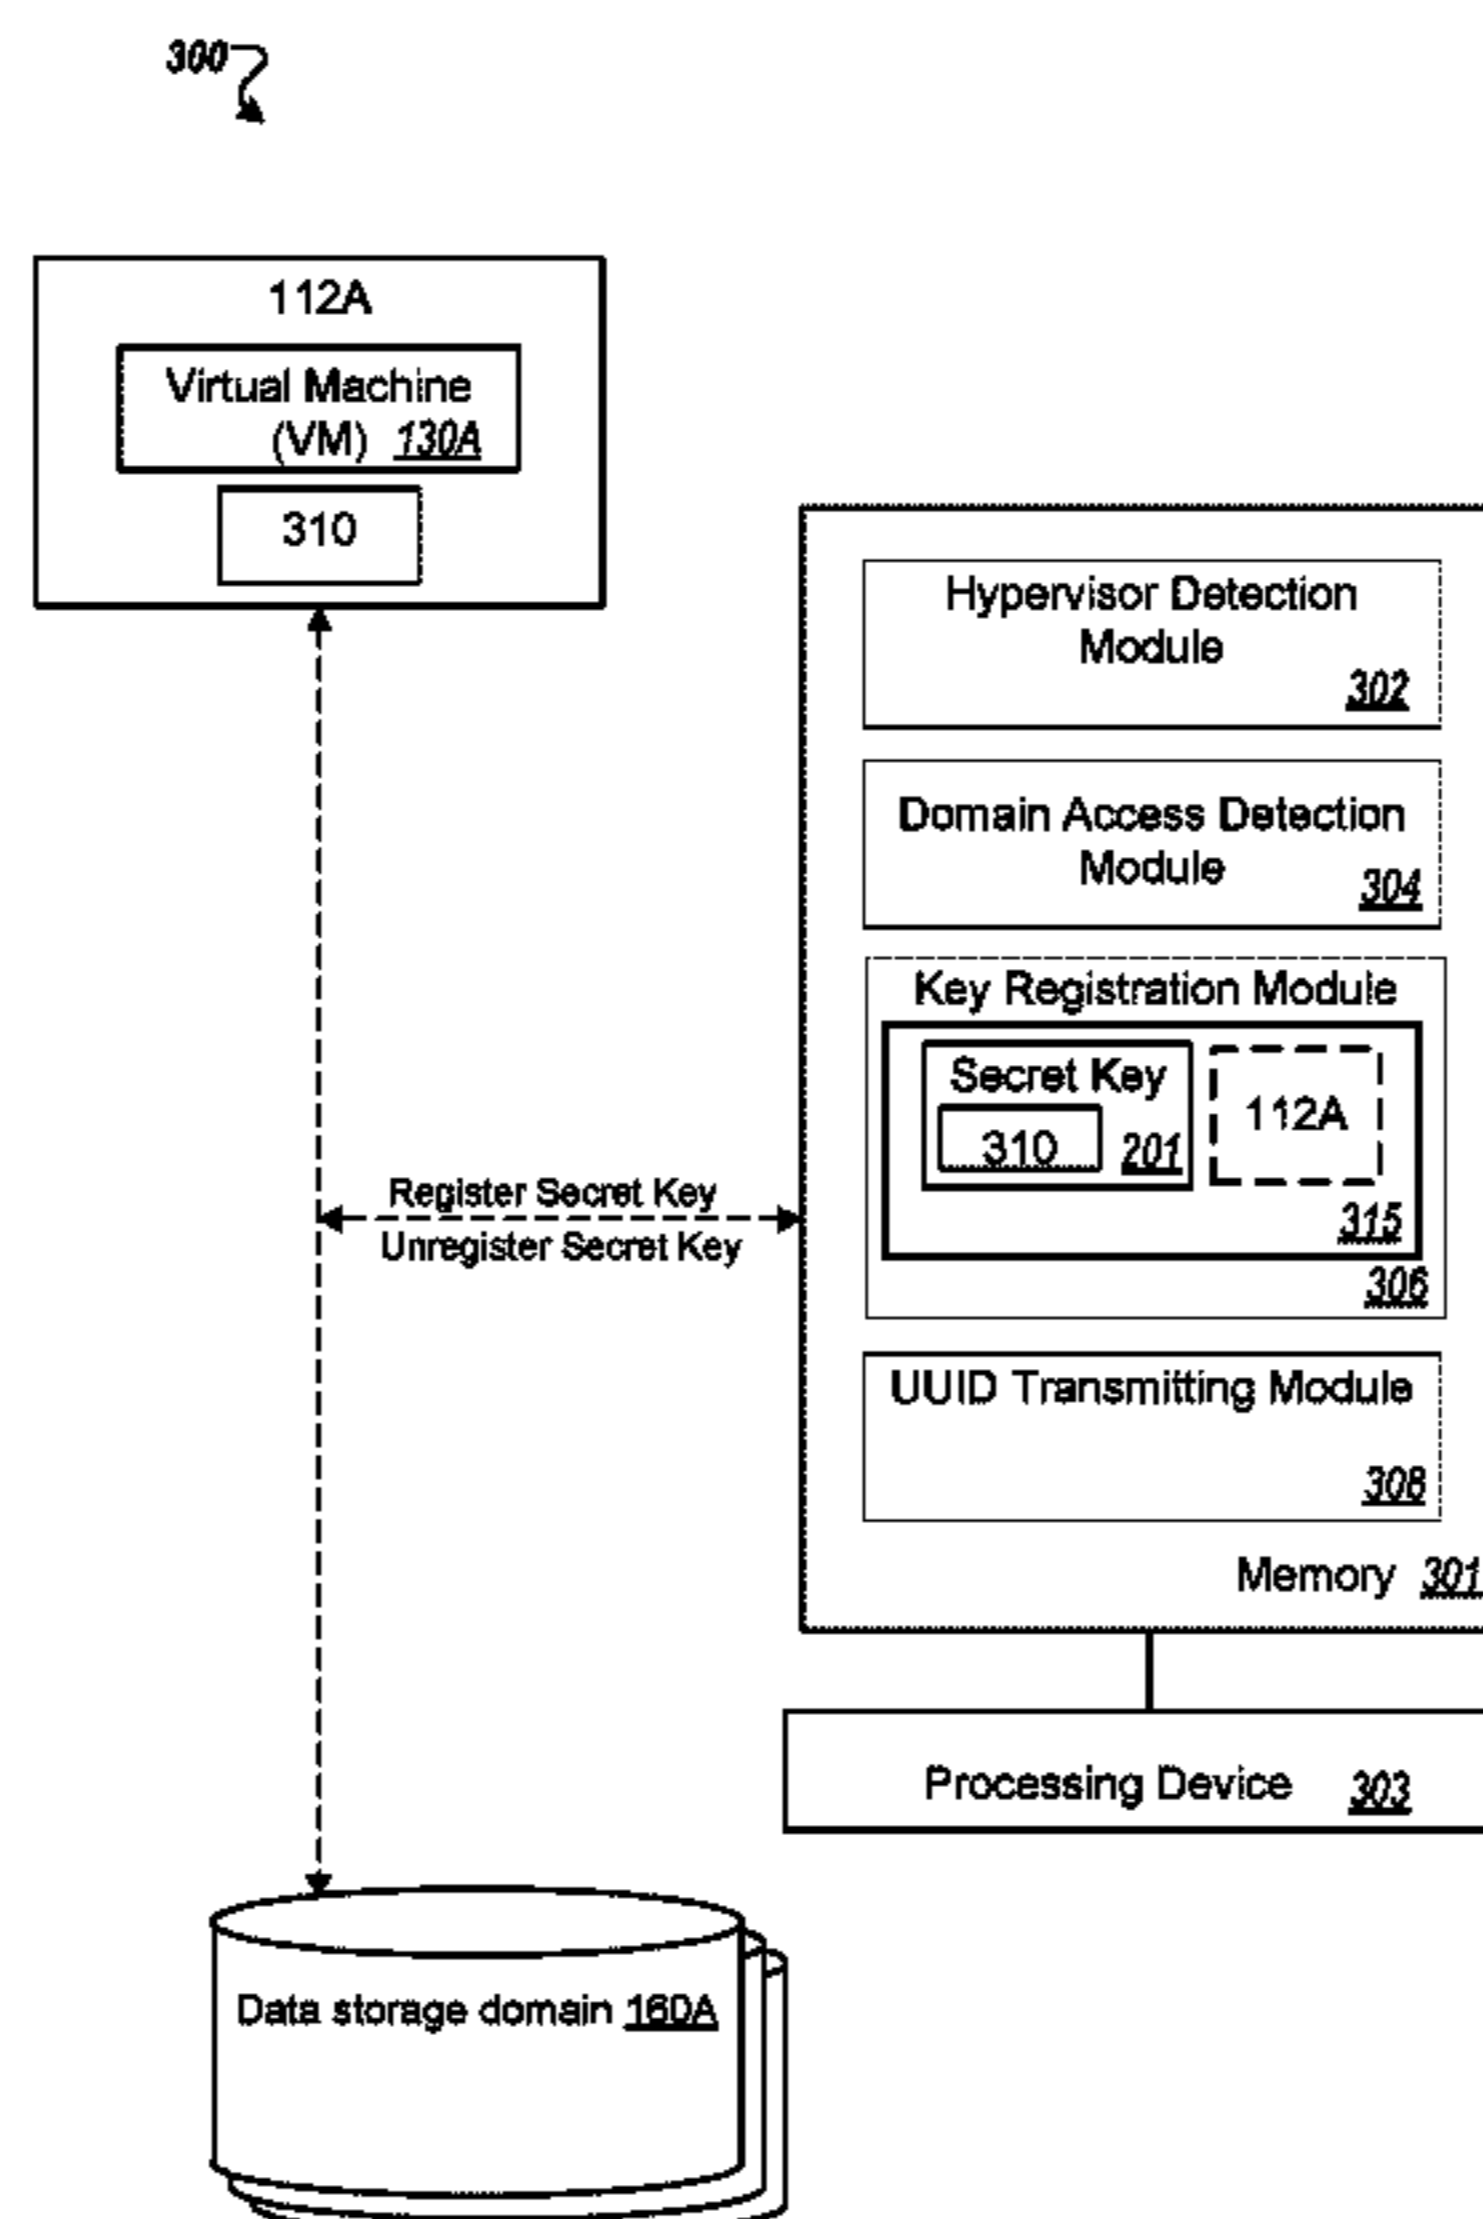 300
112A
Virtual Machine
(VM) 130A
310
Hypervisor Detection
Module
302
Domain Access Detection
Module
304
Key Registration Module
Secret Key
310 201
112A
315
306
Register Secret Key
Unregister Secret Key
UUID Transmitting Module
308
Memory 301
Processing Device 303
Data storage domain 160A